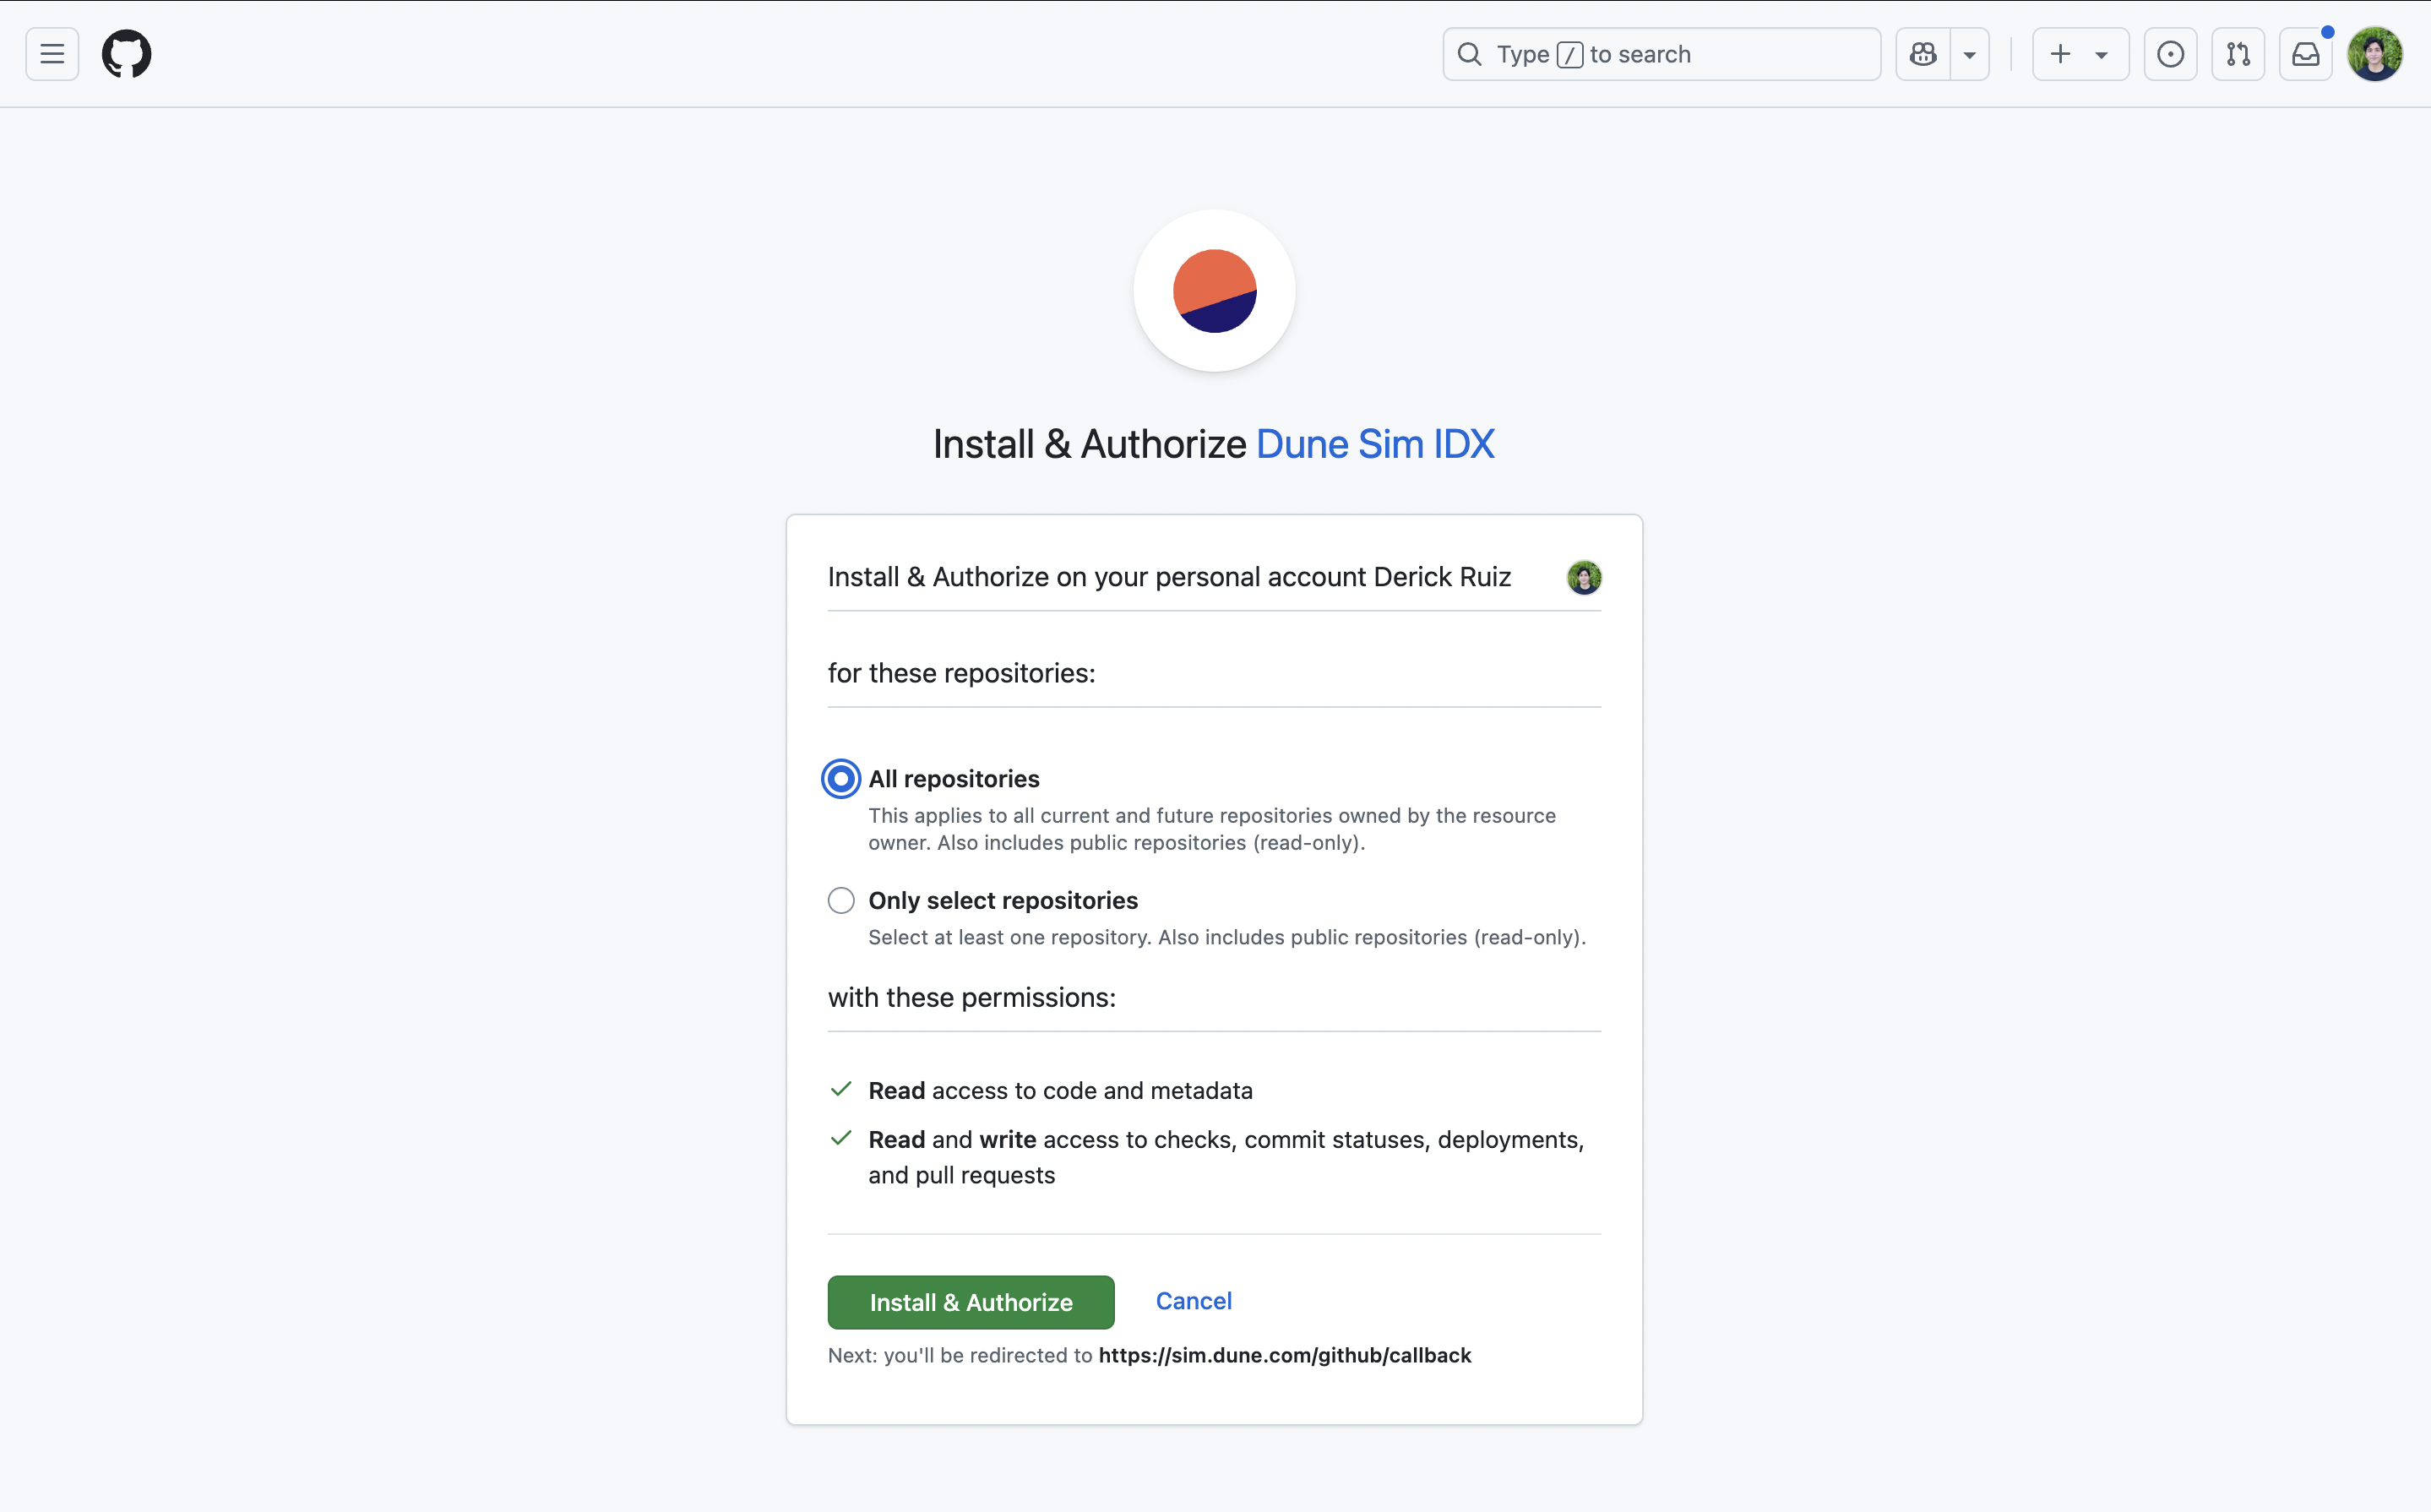 Type / to search
Install & Authorize Dune Sim IDX
Install & Authorize on your personal account Derick Ruiz
for these repositories:
All repositories
This applies to all current and future repositories owned by the resource
owner. Also includes public repositories (read-only).
Only select repositories
Select at least one repository. Also includes public repositories (read-only).
with these permissions:
Read access to code and metadata
Read and write access to checks, commit statuses, deployments,
and pull requests
Install & Authorize
Cancel
Next: you'll be redirected to https://sim.dune.com/github/callback